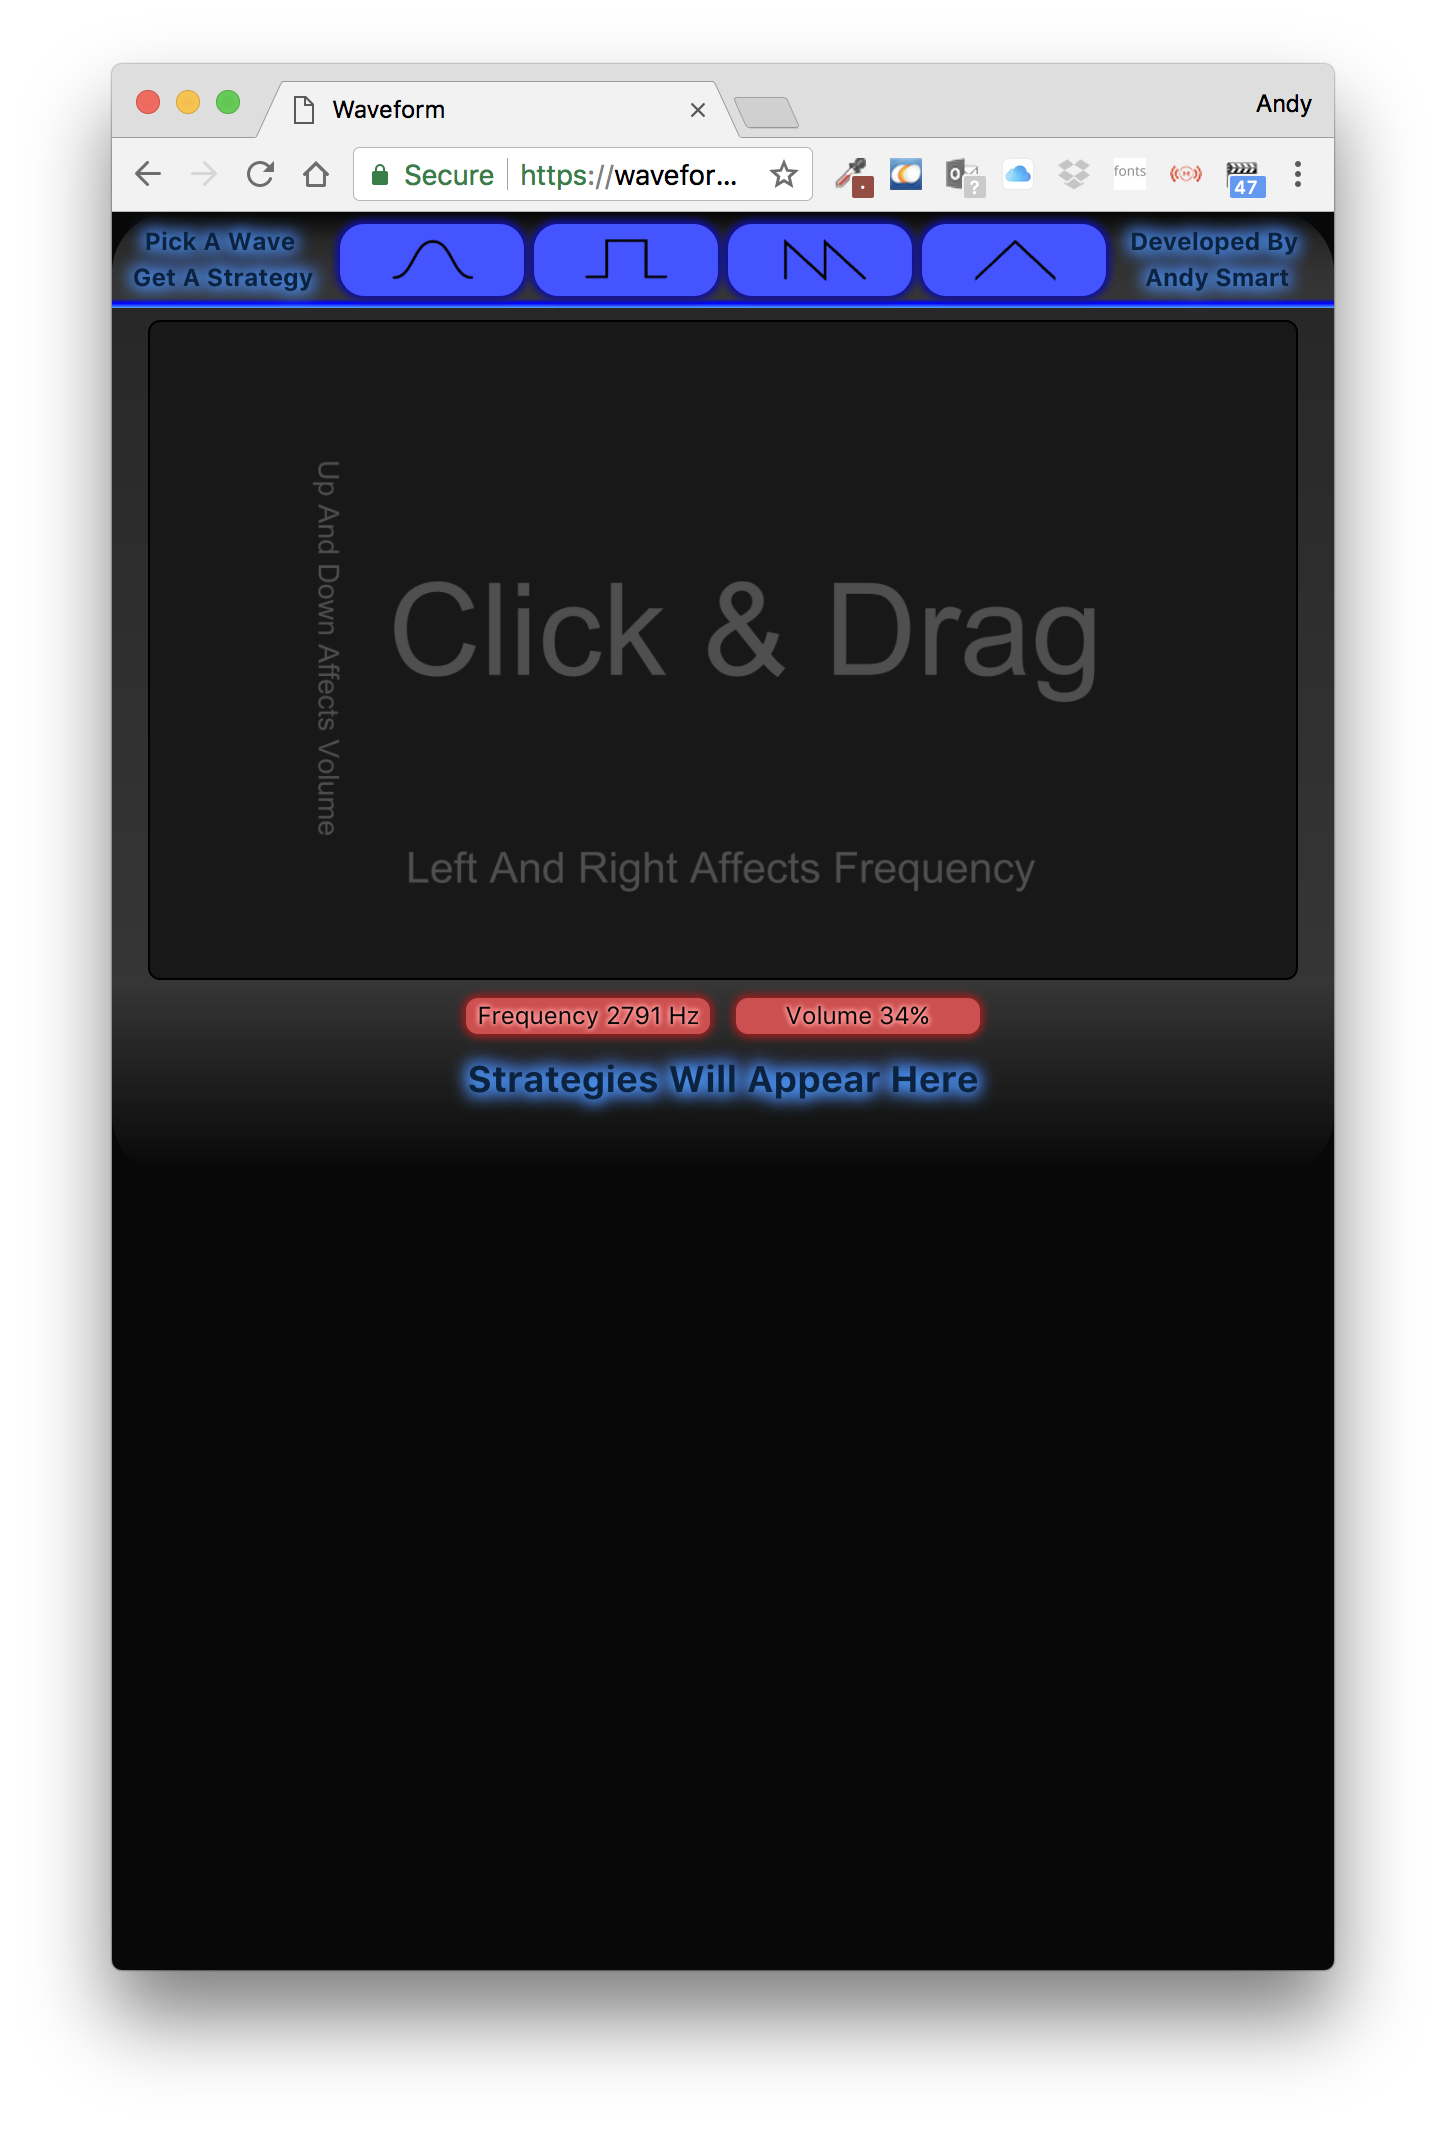 Waveform
Andy
Secure
https://wavefor...
?
fonts
47
Pick A Wave
Get A Strategy
Developed By
Andy Smart
Up And Down Affects Volume
Click & Drag
Left And Right Affects Frequency
Frequency 2791 Hz
Volume 34%
Strategies Will Appear Here